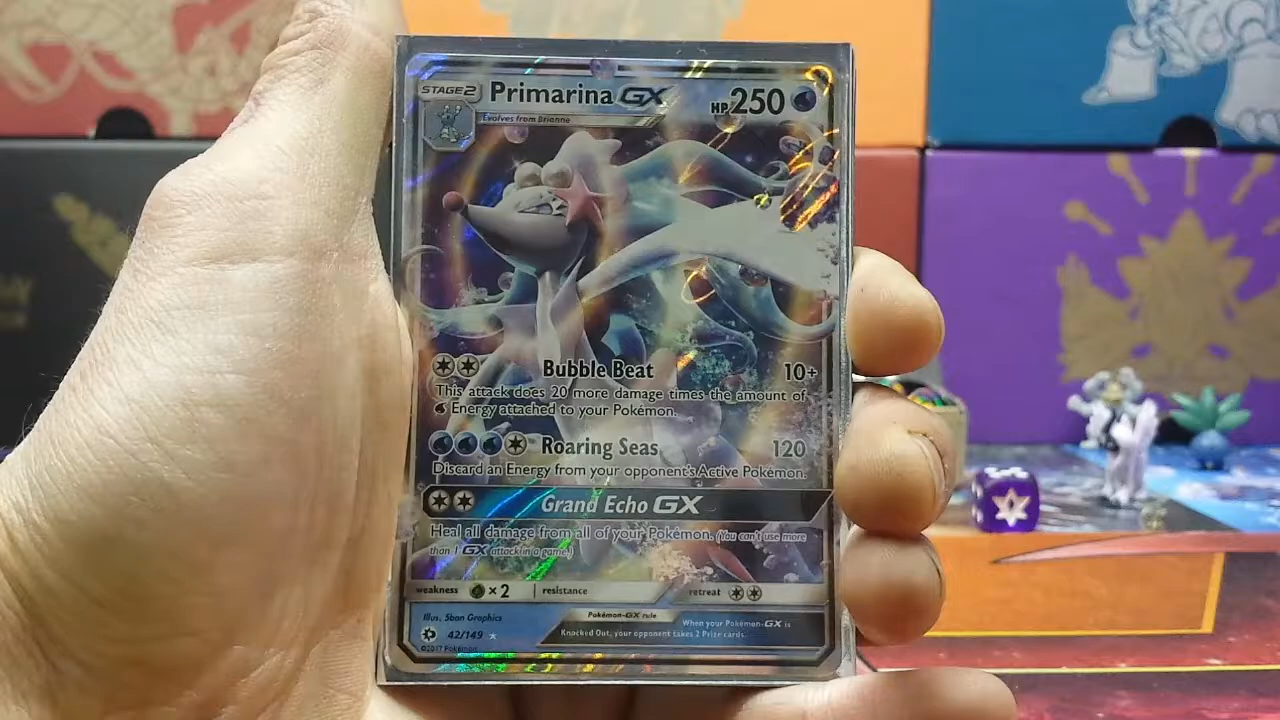 STAGE2 Primarina GX HP250
Evolves from Brionne
Bubble Beat 10+
This attack does 20 more damage times the amount of
Energy attached to your Pokémon.
Roaring Seas 120
Discard an Energy from your opponent's Active Pokémon.
Grand Echo GX
Heal all damage from all of your Pokémon. (You can't use more
than 1 GX attack in a game.)
weakness ×2 resistance retreat
Illus. 5ban Graphics
Pokémon-GX rule
When your Pokémon-GX is
Knocked Out, your opponent takes 2 Prize cards.
42/149
©2017 Pokémon